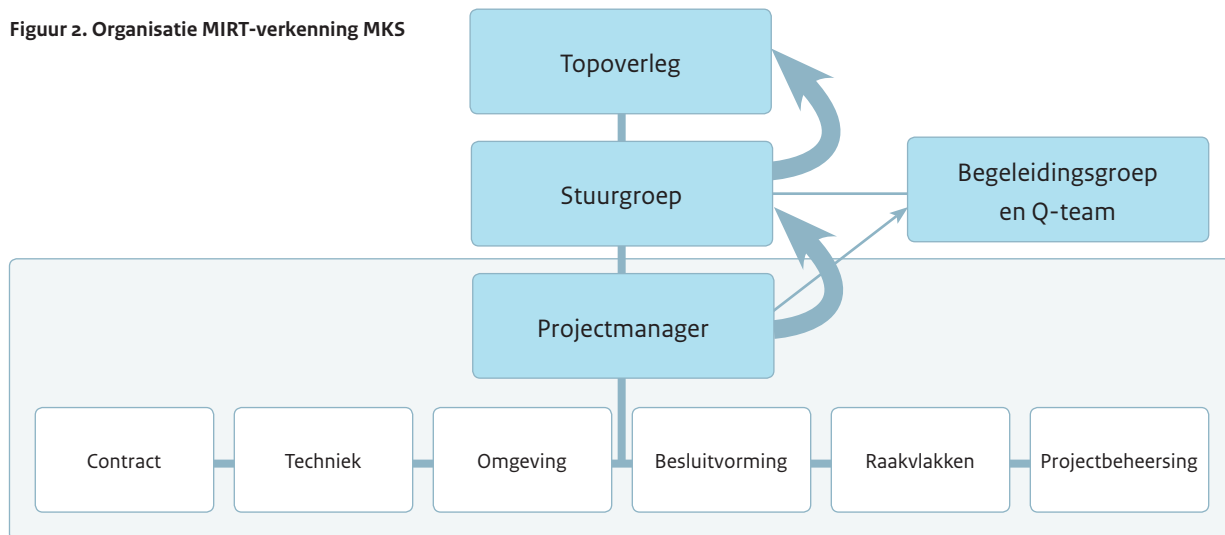 Figuur 2. Organisatie MIRT-verkenning MKS
Topoverleg
Stuurgroep
Begeleidingsgroep
en Q-team
Projectmanager
Contract
Techniek
Omgeving
Besluitvorming
Raakvlakken
Projectbeheersing